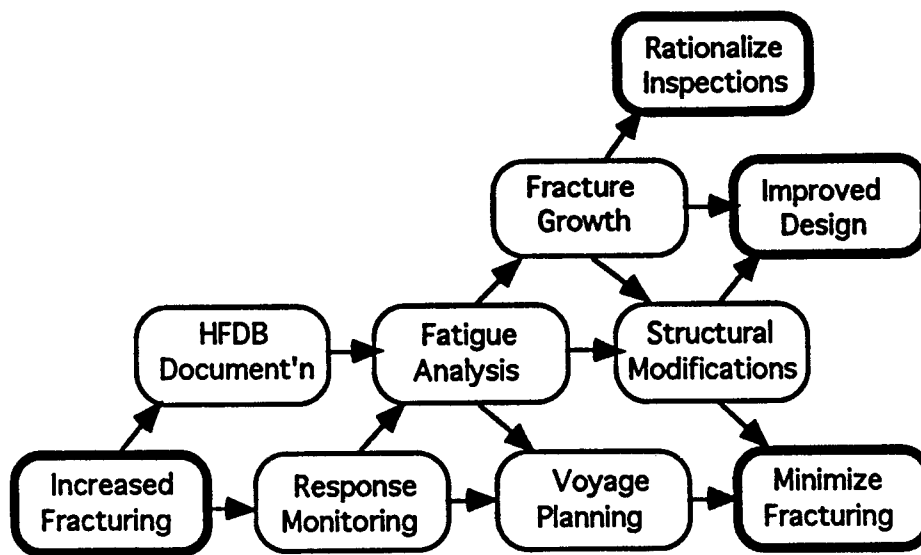 Rationalize
Inspections
Fracture
Growth
Improved
Design
HFDB
Document'n
Fatigue
Analysis
Structural
Modifications
Increased
Fracturing
Response
Monitoring
Voyage
Planning
Minimize
Fracturing